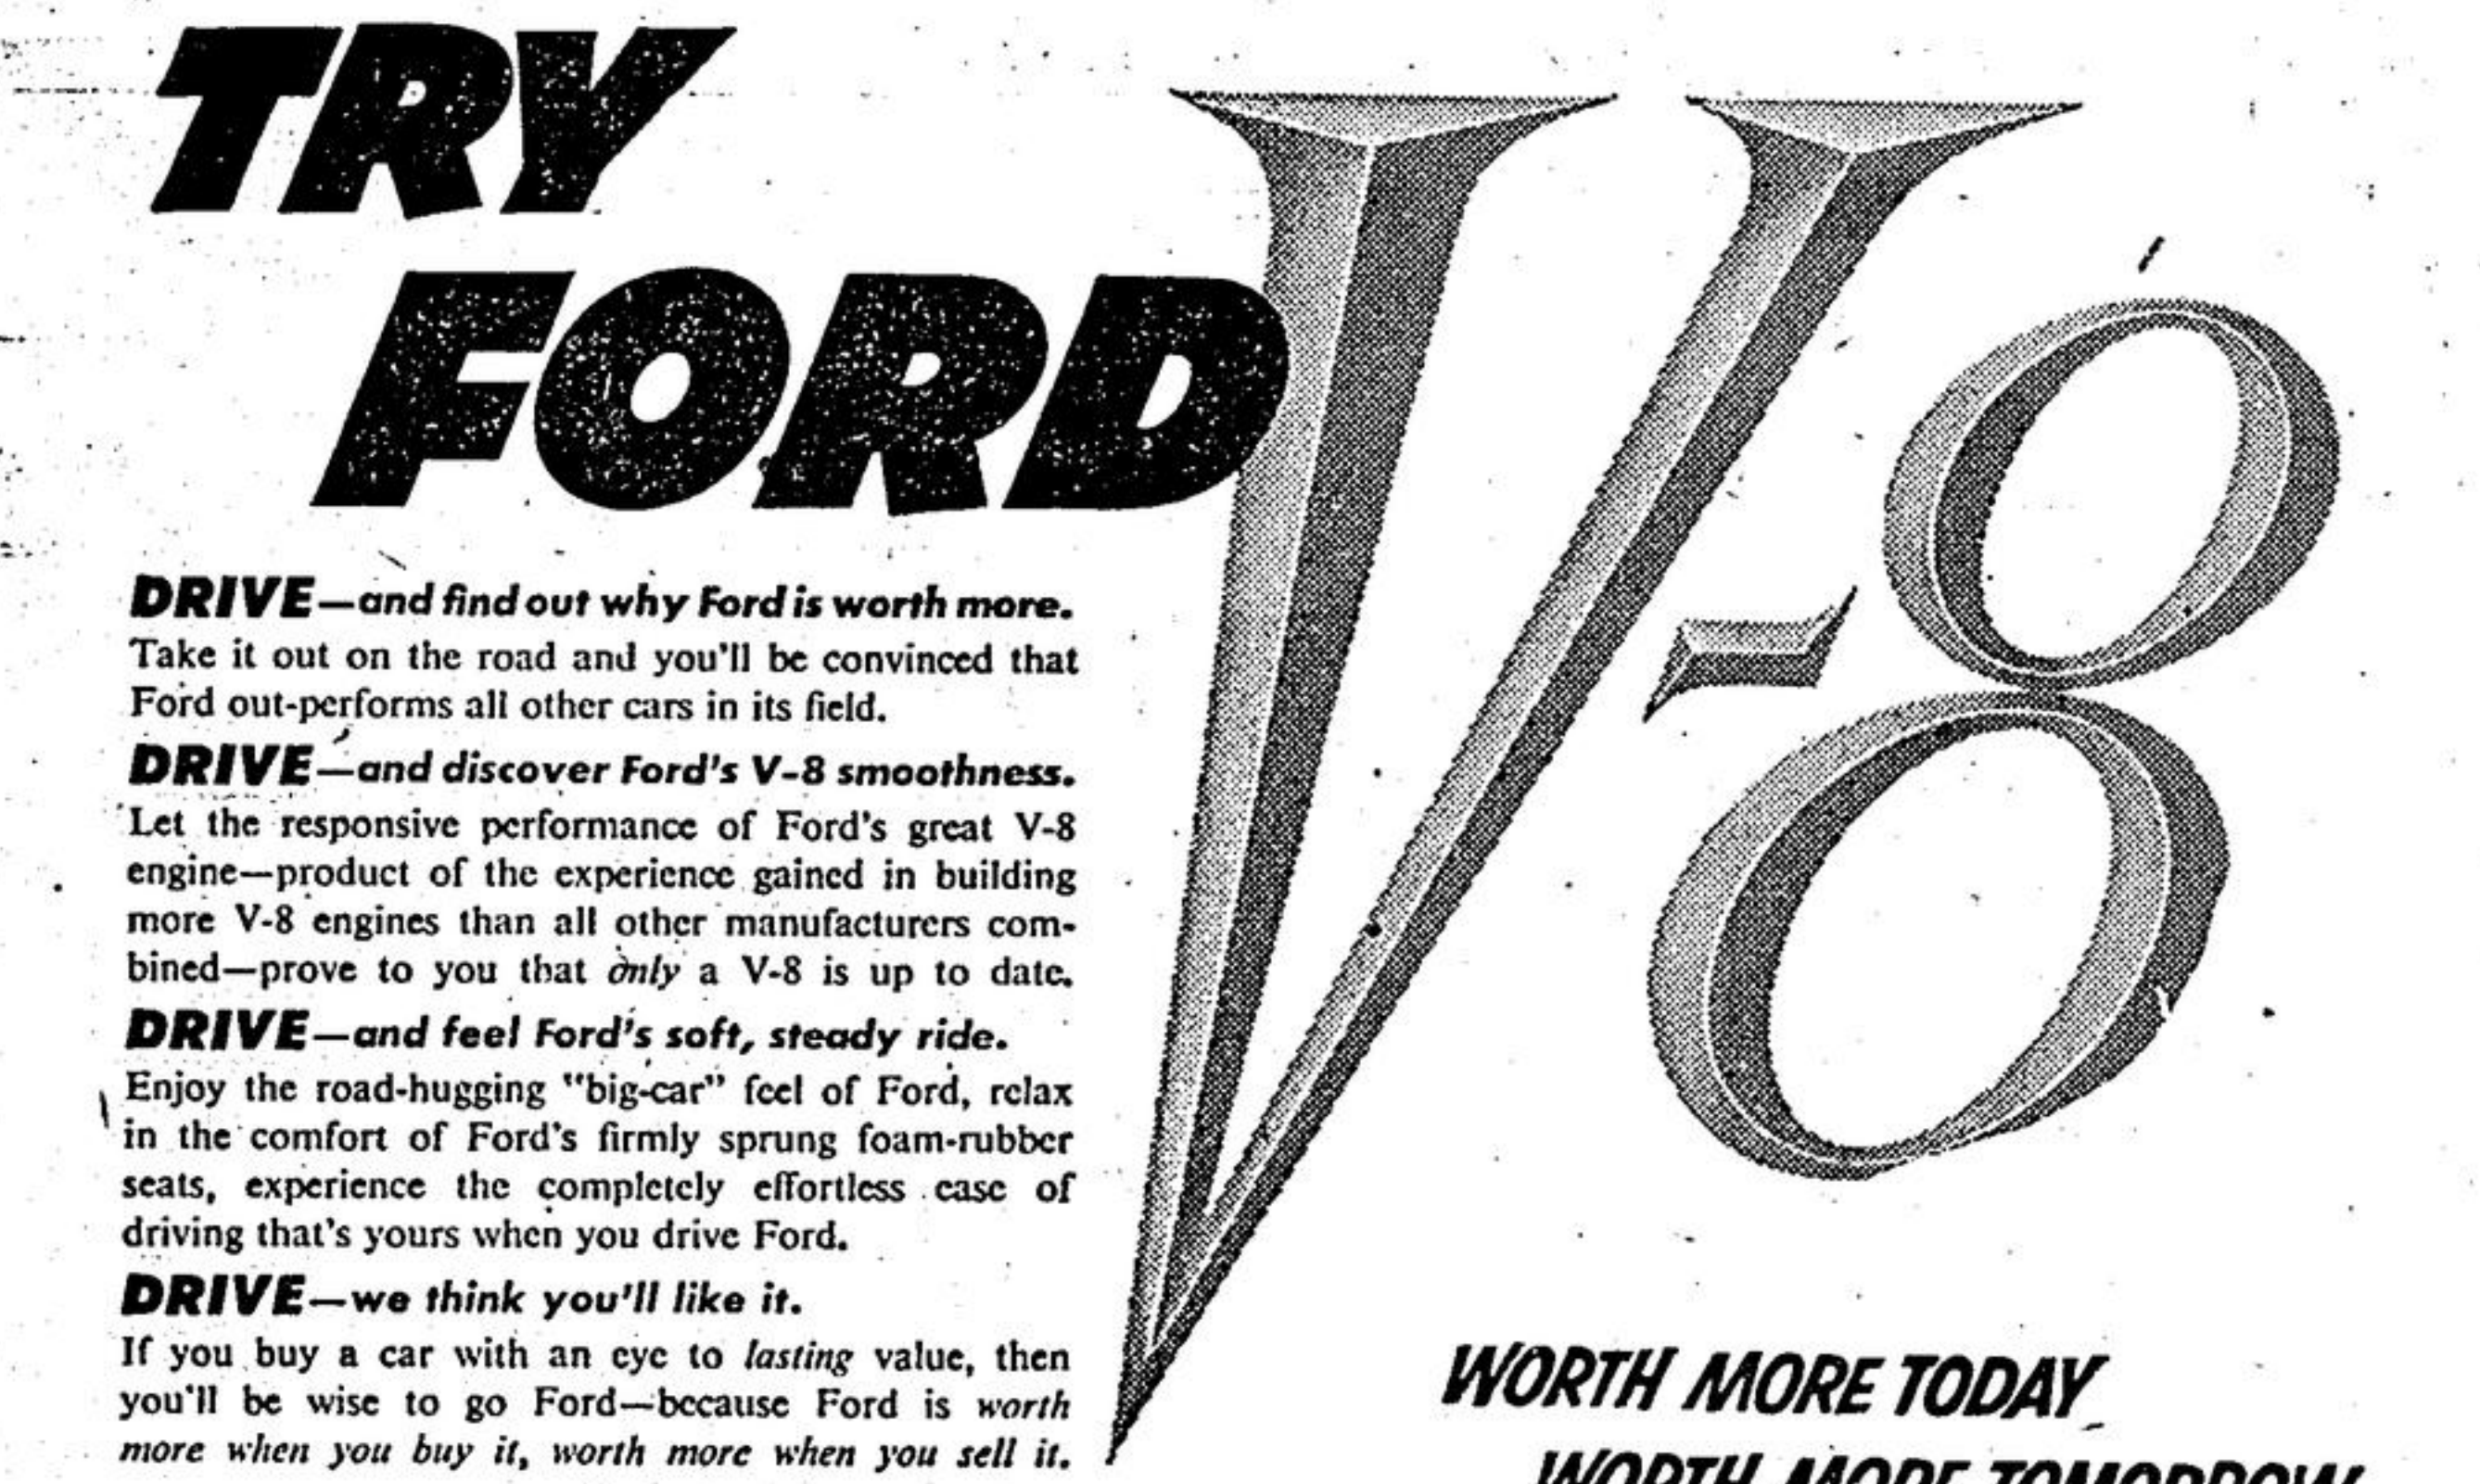 TRY
FORD
V-8
DRIVE—and find out why Ford is worth more.
Take it out on the road and you'll be convinced that
Ford out-performs all other cars in its field.
DRIVE—and discover Ford's V-8 smoothness.
Let the responsive performance of Ford's great V-8
engine—product of the experience gained in building
more V-8 engines than all other manufacturers com-
bined—prove to you that only a V-8 is up to date.
DRIVE—and feel Ford's soft, steady ride.
Enjoy the road-hugging "big-car" feel of Ford, relax
in the comfort of Ford's firmly sprung foam-rubber
seats, experience the completely effortless ease of
driving that's yours when you drive Ford.
DRIVE—we think you'll like it.
If you buy a car with an eye to lasting value, then
you'll be wise to go Ford—because Ford is worth
more when you buy it, worth more when you sell it.
WORTH MORE TODAY
WORTH MORE TOMORROW